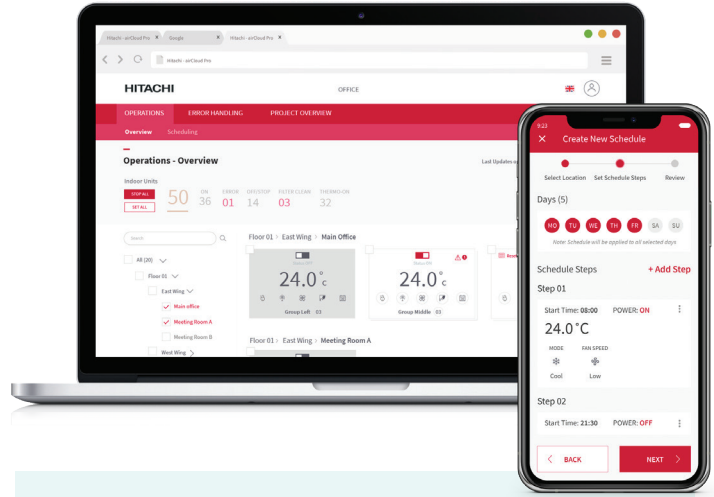 Hitachi - airCloud Pro X Google X Hitachi - airCloud Pro X
Hitachi - airCloud Pro
HITACHI
OFFICE
OPERATIONS ERROR HANDLING PROJECT OVERVIEW
Overview Scheduling
Operations - Overview
Last Updates
Indoor Units
STOP ALL
SET ALL
50
ON
36
ERROR
01
OFF/STOP
14
FILTER CLEAN
03
THERMO-ON
32
Search
All (20)
Floor 01
East Wing
Main office
Meeting Room A
Meeting Room B
West Wing
Floor 01 > East Wing > Main Office
24.0°c
Group Left 03
24.0°c
Group Middle 03
Floor 01 > East Wing > Meeting Room A
9:23
X Create New Schedule
Select Location Set Schedule Steps Review
Days (5)
MO TU WE TH FR SA SU
Note: Schedule will be applied to all selected days
Schedule Steps + Add Step
Step 01
Start Time: 08:00 POWER: ON
24.0°C
MODE FAN SPEED
Cool Low
Step 02
Start Time: 21:30 POWER: OFF
< BACK NEXT >